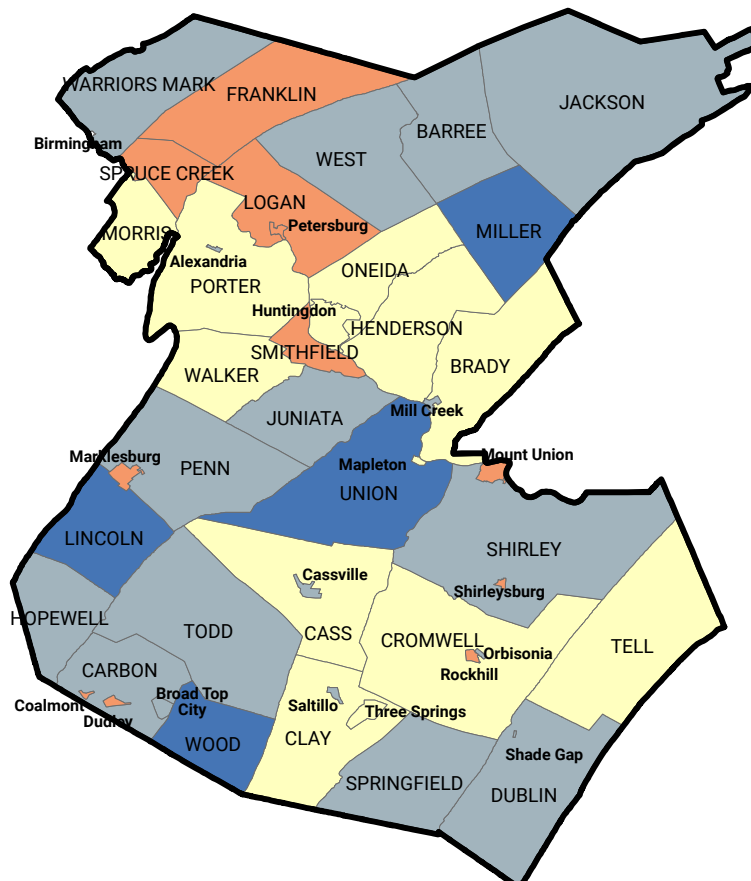 WARRIORS MARK
FRANKLIN
JACKSON
BARREE
Birmingham
WEST
SPRUCE CREEK
LOGAN
Petersburg
MORRIS
MILLER
Alexandria
ONEIDA
PORTER
Huntingdon
HENDERSON
SMITHFIELD
BRADY
WALKER
Mill Creek
JUNIATA
Marklesburg
PENN
Mapleton
Mount Union
UNION
LINCOLN
SHIRLEY
Cassville
Shirleysburg
HOPEWELL
TODD
CASS
CROMWELL
TELL
Orbisonia
CARBON
Rockhill
Coalmont
Broad Top
City
Saltillo
Three Springs
Dudley
WOOD
CLAY
Shade Gap
SPRINGFIELD
DUBLIN